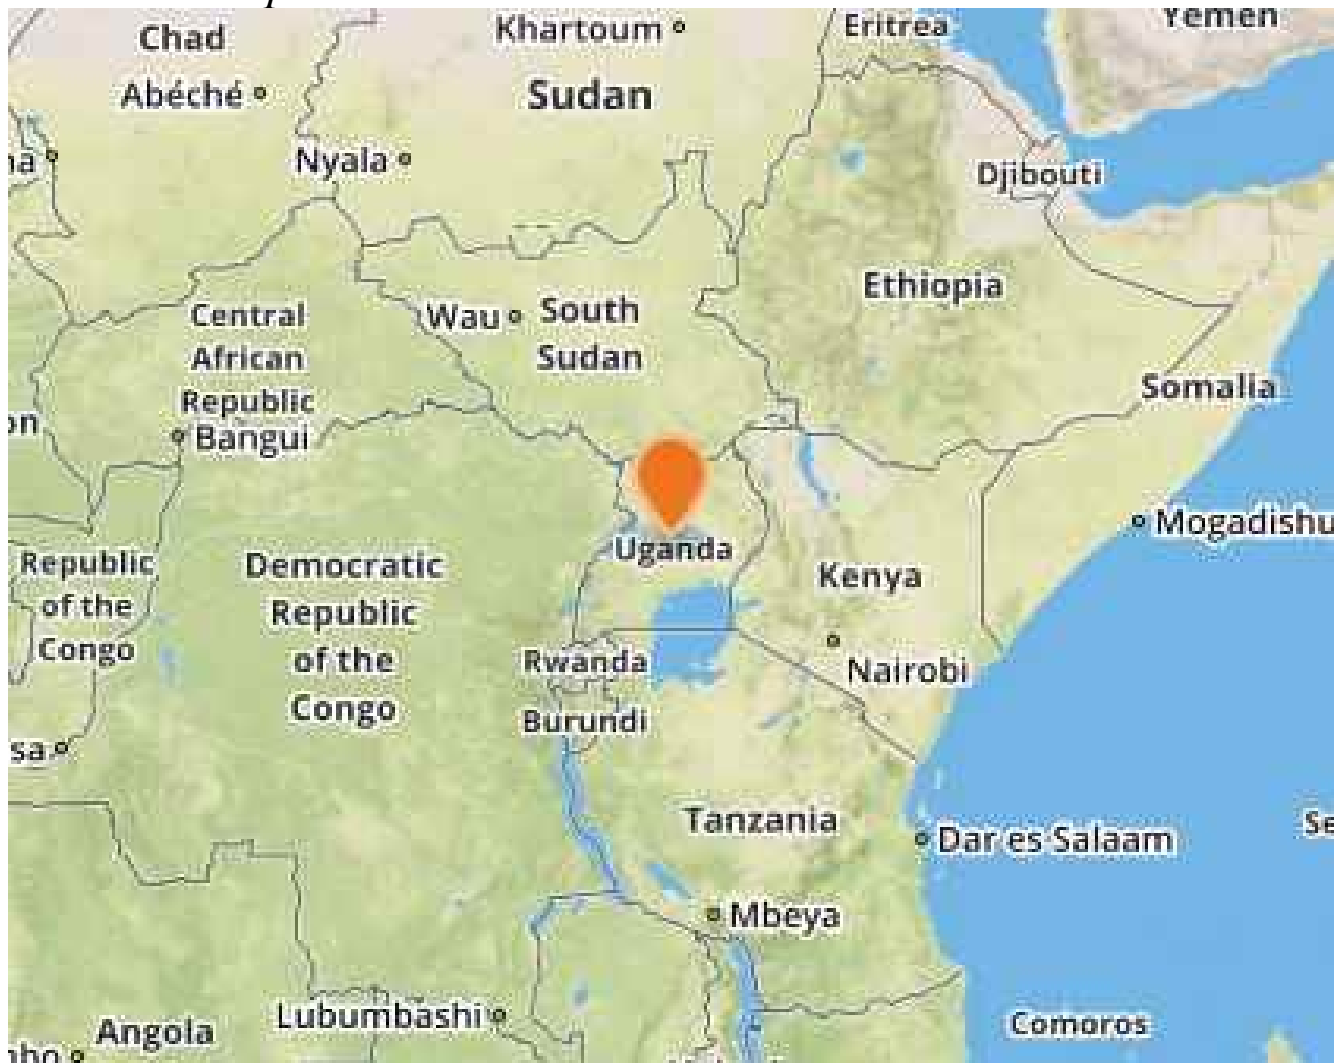 Khartoum
Eritrea
Yemen
Chad
Abéché
Sudan
Nyala
Djibouti
Ethiopia
Central
African
Republic
Wau
South
Sudan
Somalia
Bangui
Mogadishu
Uganda
Republic
of the
Congo
Democratic
Republic
of the
Congo
Kenya
Rwanda
Nairobi
Burundi
Tanzania
Dar es Salaam
Mbeya
Lubumbashi
Angola
Comoros